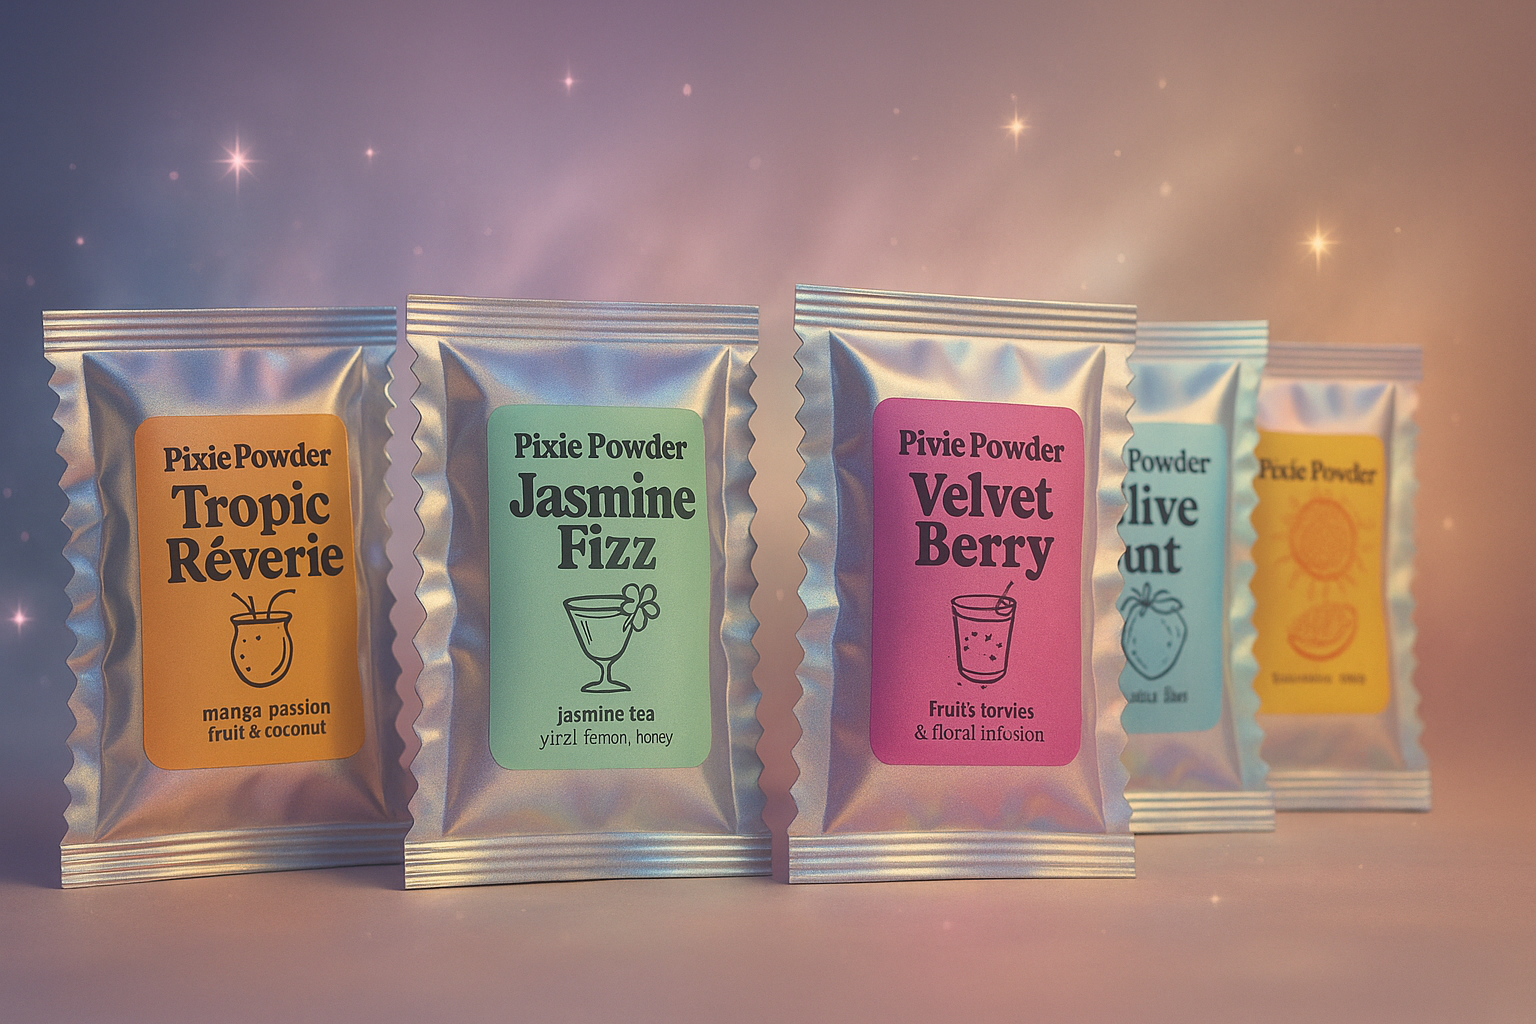 Pixie Powder
Tropic
Réverie
manga passion
fruit & coconut
Pixie Powder
Jasmine
Fizz
jasmine tea
yirzl femon, honey
Pivie Powder
Velvet
Berry
Fruit's torvies
& floral infusion
Powder
live
unt
Pixie Powder